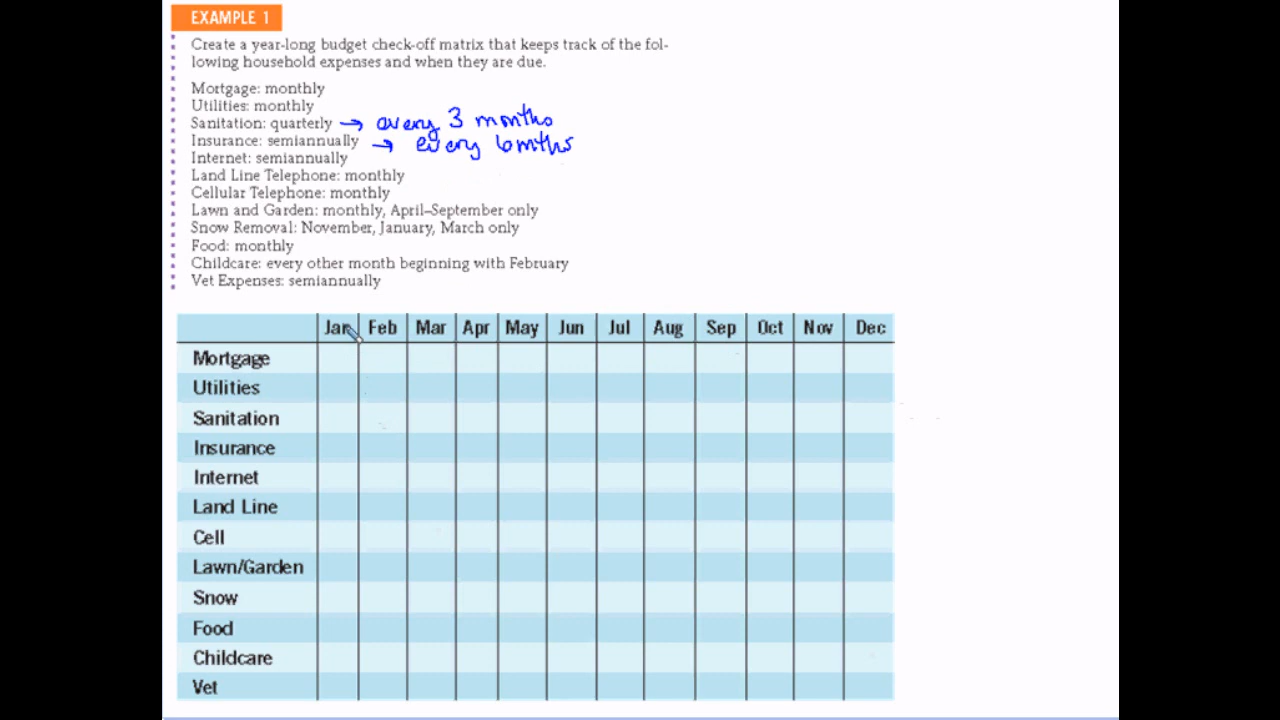 EXAMPLE 1
Create a year-long budget check-off matrix that keeps track of the fol-
lowing household expenses and when they are due.
Mortgage: monthly
Utilities: monthly
Sanitation: quarterly → every 3 months
Insurance: semiannually → every 6 mths
Internet: semiannually
Land Line Telephone: monthly
Cellular Telephone: monthly
Lawn and Garden: monthly, April–September only
Snow Removal: November, January, March only
Food: monthly
Childcare: every other month beginning with February
Vet Expenses: semiannually
Jan Feb Mar Apr May Jun Jul Aug Sep Oct Nov Dec
Mortgage
Utilities
Sanitation
Insurance
Internet
Land Line
Cell
Lawn/Garden
Snow
Food
Childcare
Vet